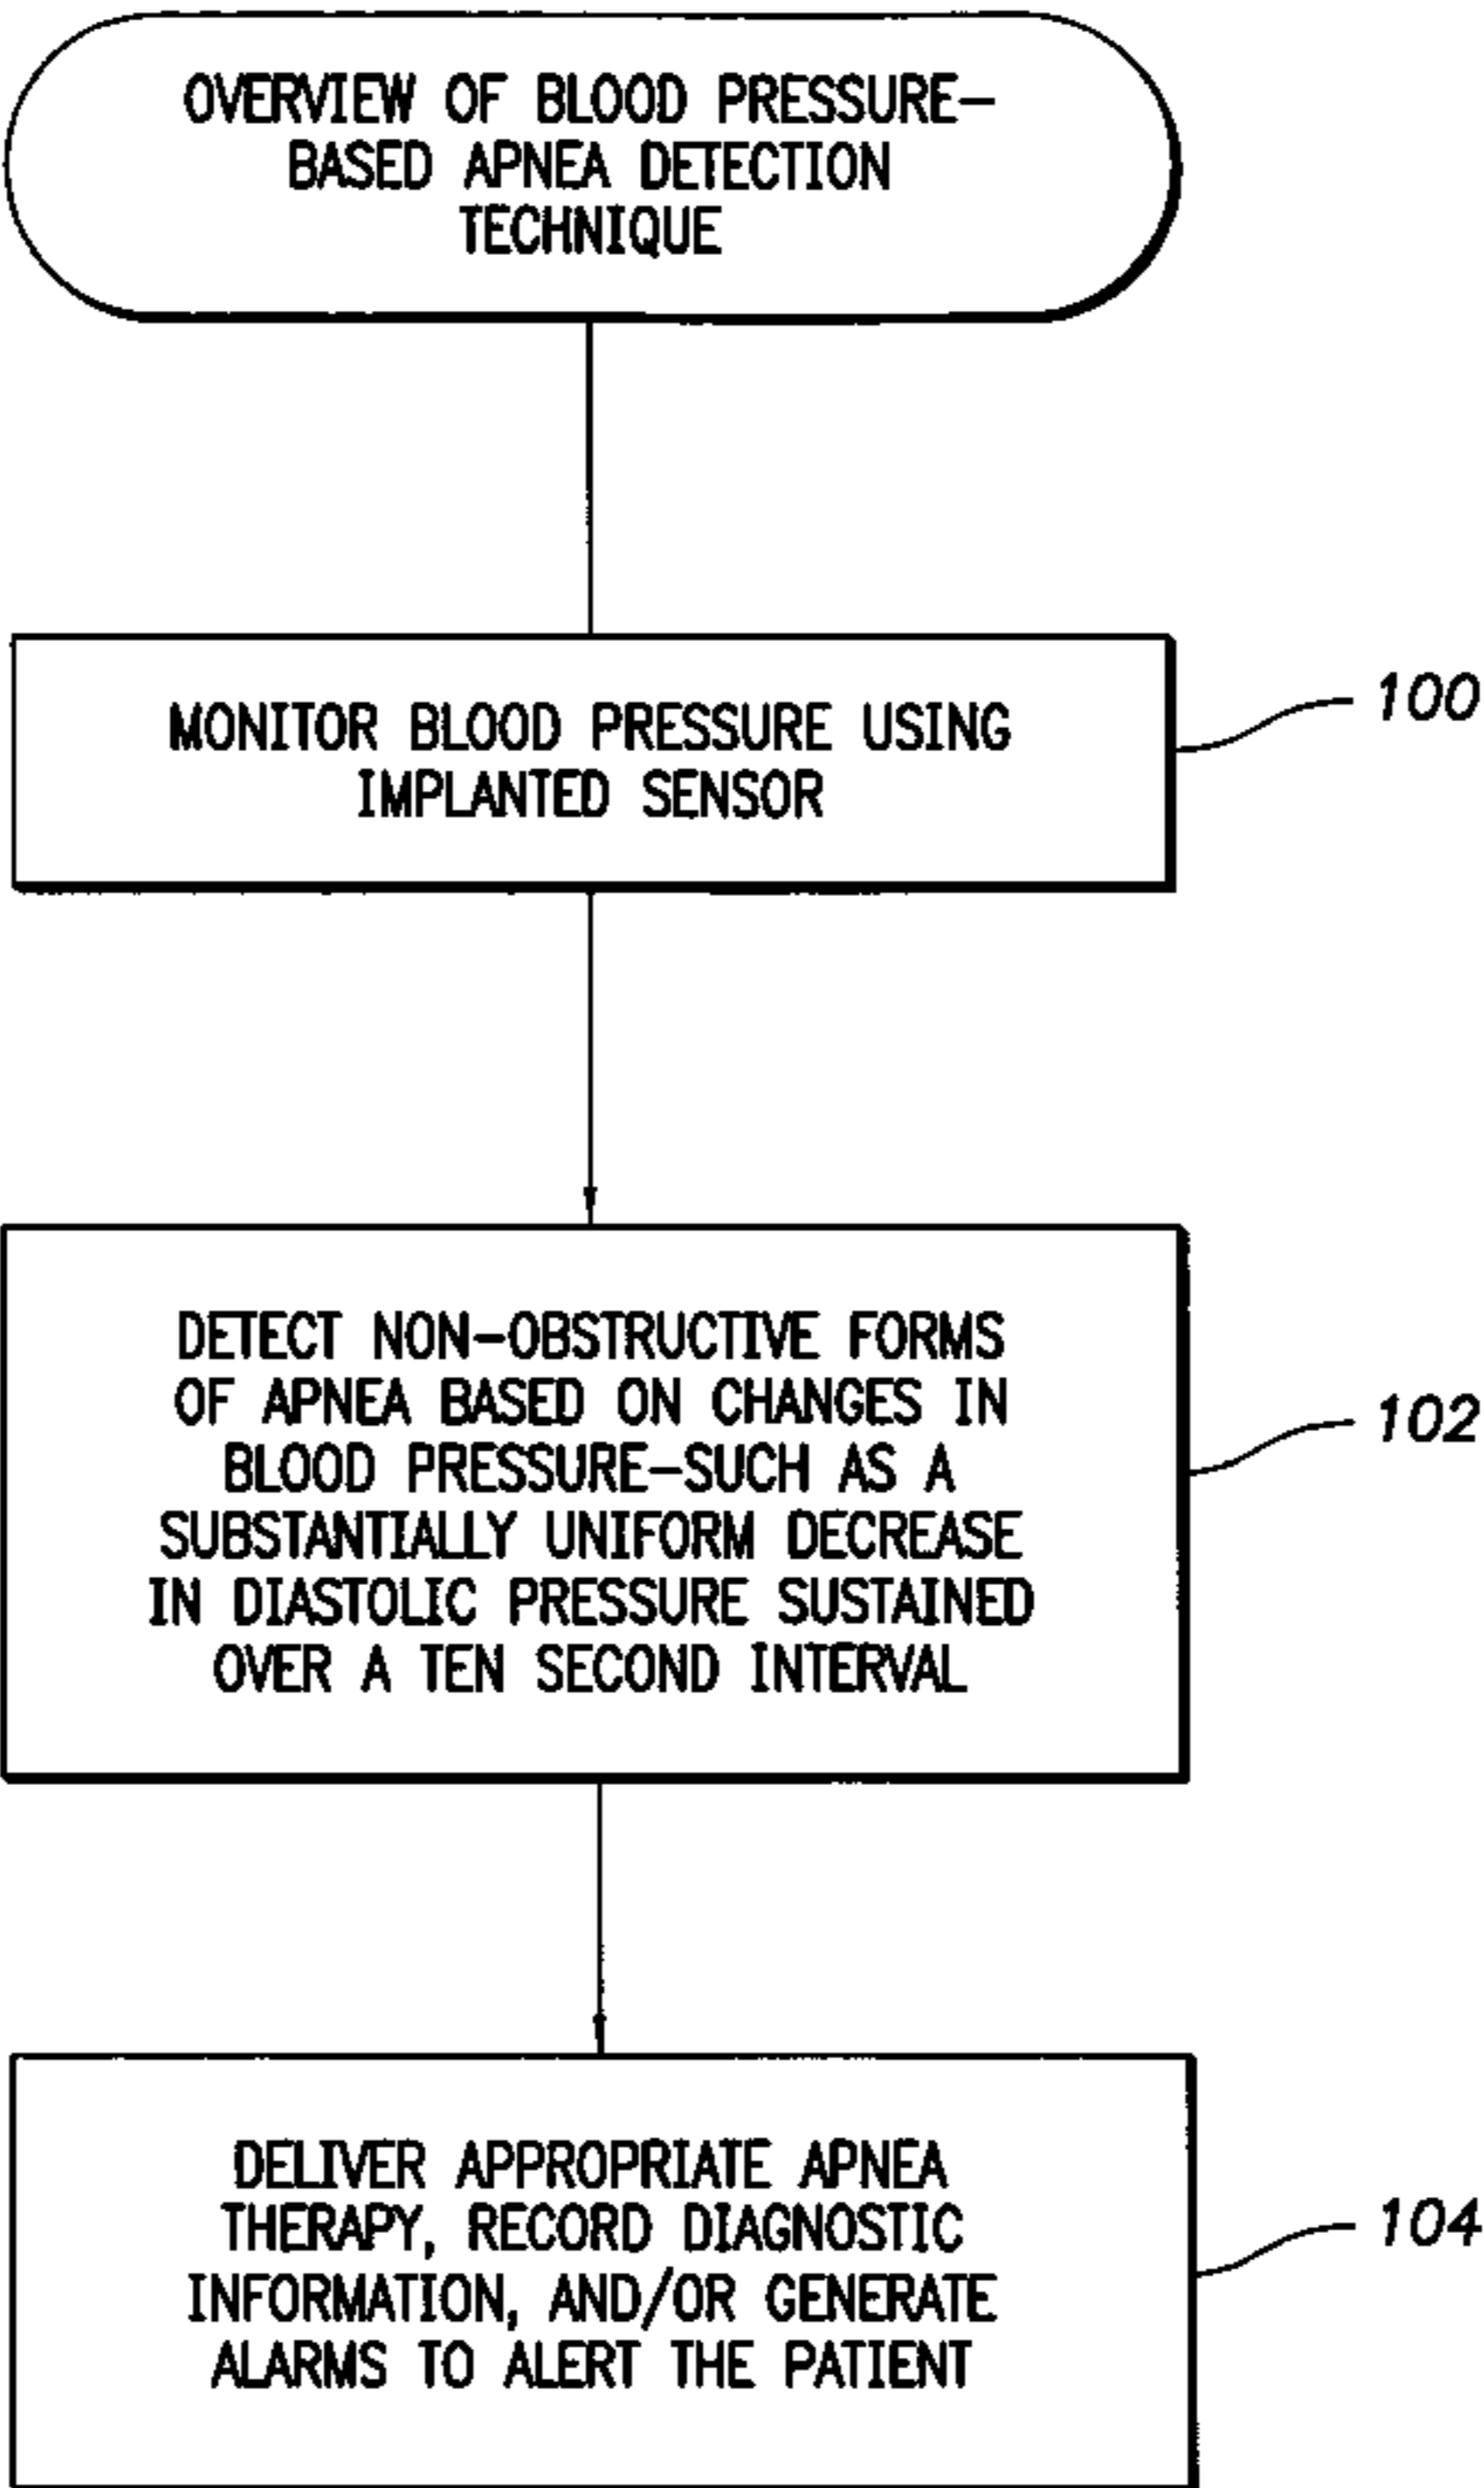 OVERVIEW OF BLOOD PRESSURE-
BASED APNEA DETECTION
TECHNIQUE
MONITOR BLOOD PRESSURE USING
IMPLANTED SENSOR
100
DETECT NON-OBSTRUCTIVE FORMS
OF APNEA BASED ON CHANGES IN
BLOOD PRESSURE-SUCH AS A
SUBSTANTIALLY UNIFORM DECREASE
IN DIASTOLIC PRESSURE SUSTAINED
OVER A TEN SECOND INTERVAL
102
DELIVER APPROPRIATE APNEA
THERAPY, RECORD DIAGNOSTIC
INFORMATION, AND/OR GENERATE
ALARMS TO ALERT THE PATIENT
104